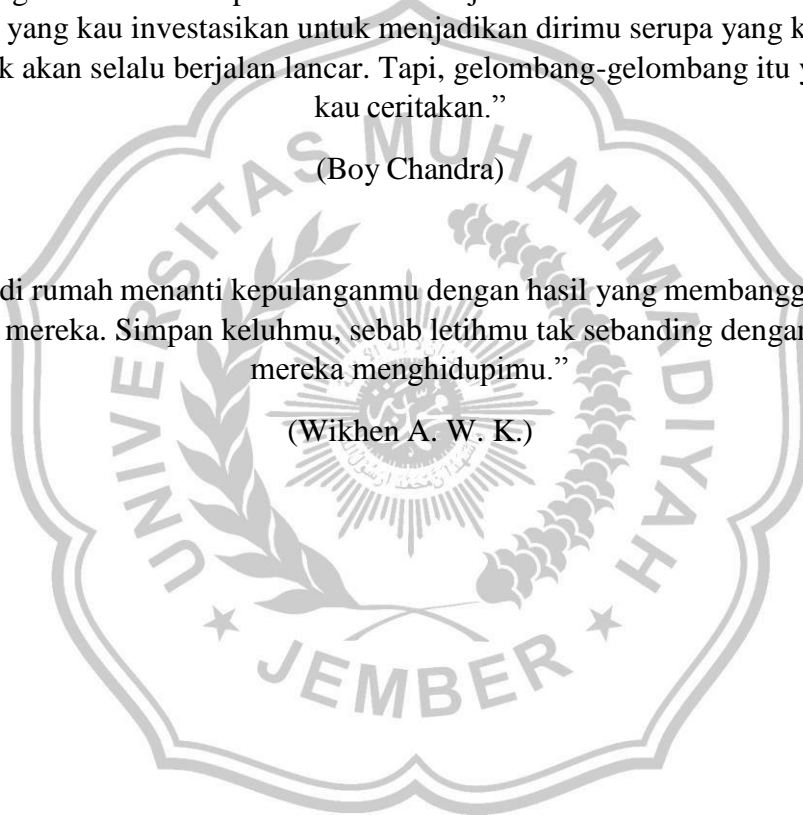 yang kau investasikan untuk menjadikan dirimu serupa yang
akan selalu berjalan lancar. Tapi, gelombang-gelombang itu
kau ceritakan.”
(Boy Chandra)
di rumah menanti kepulanganmu dengan hasil yang
mereka. Simpan keluhmu, sebab letihmu tak sebanding dengan
mereka menghidupimu.”
(Wikhen A. W. K.)
UNIVERSITAS MUHAMMADIYAH
JEMBER